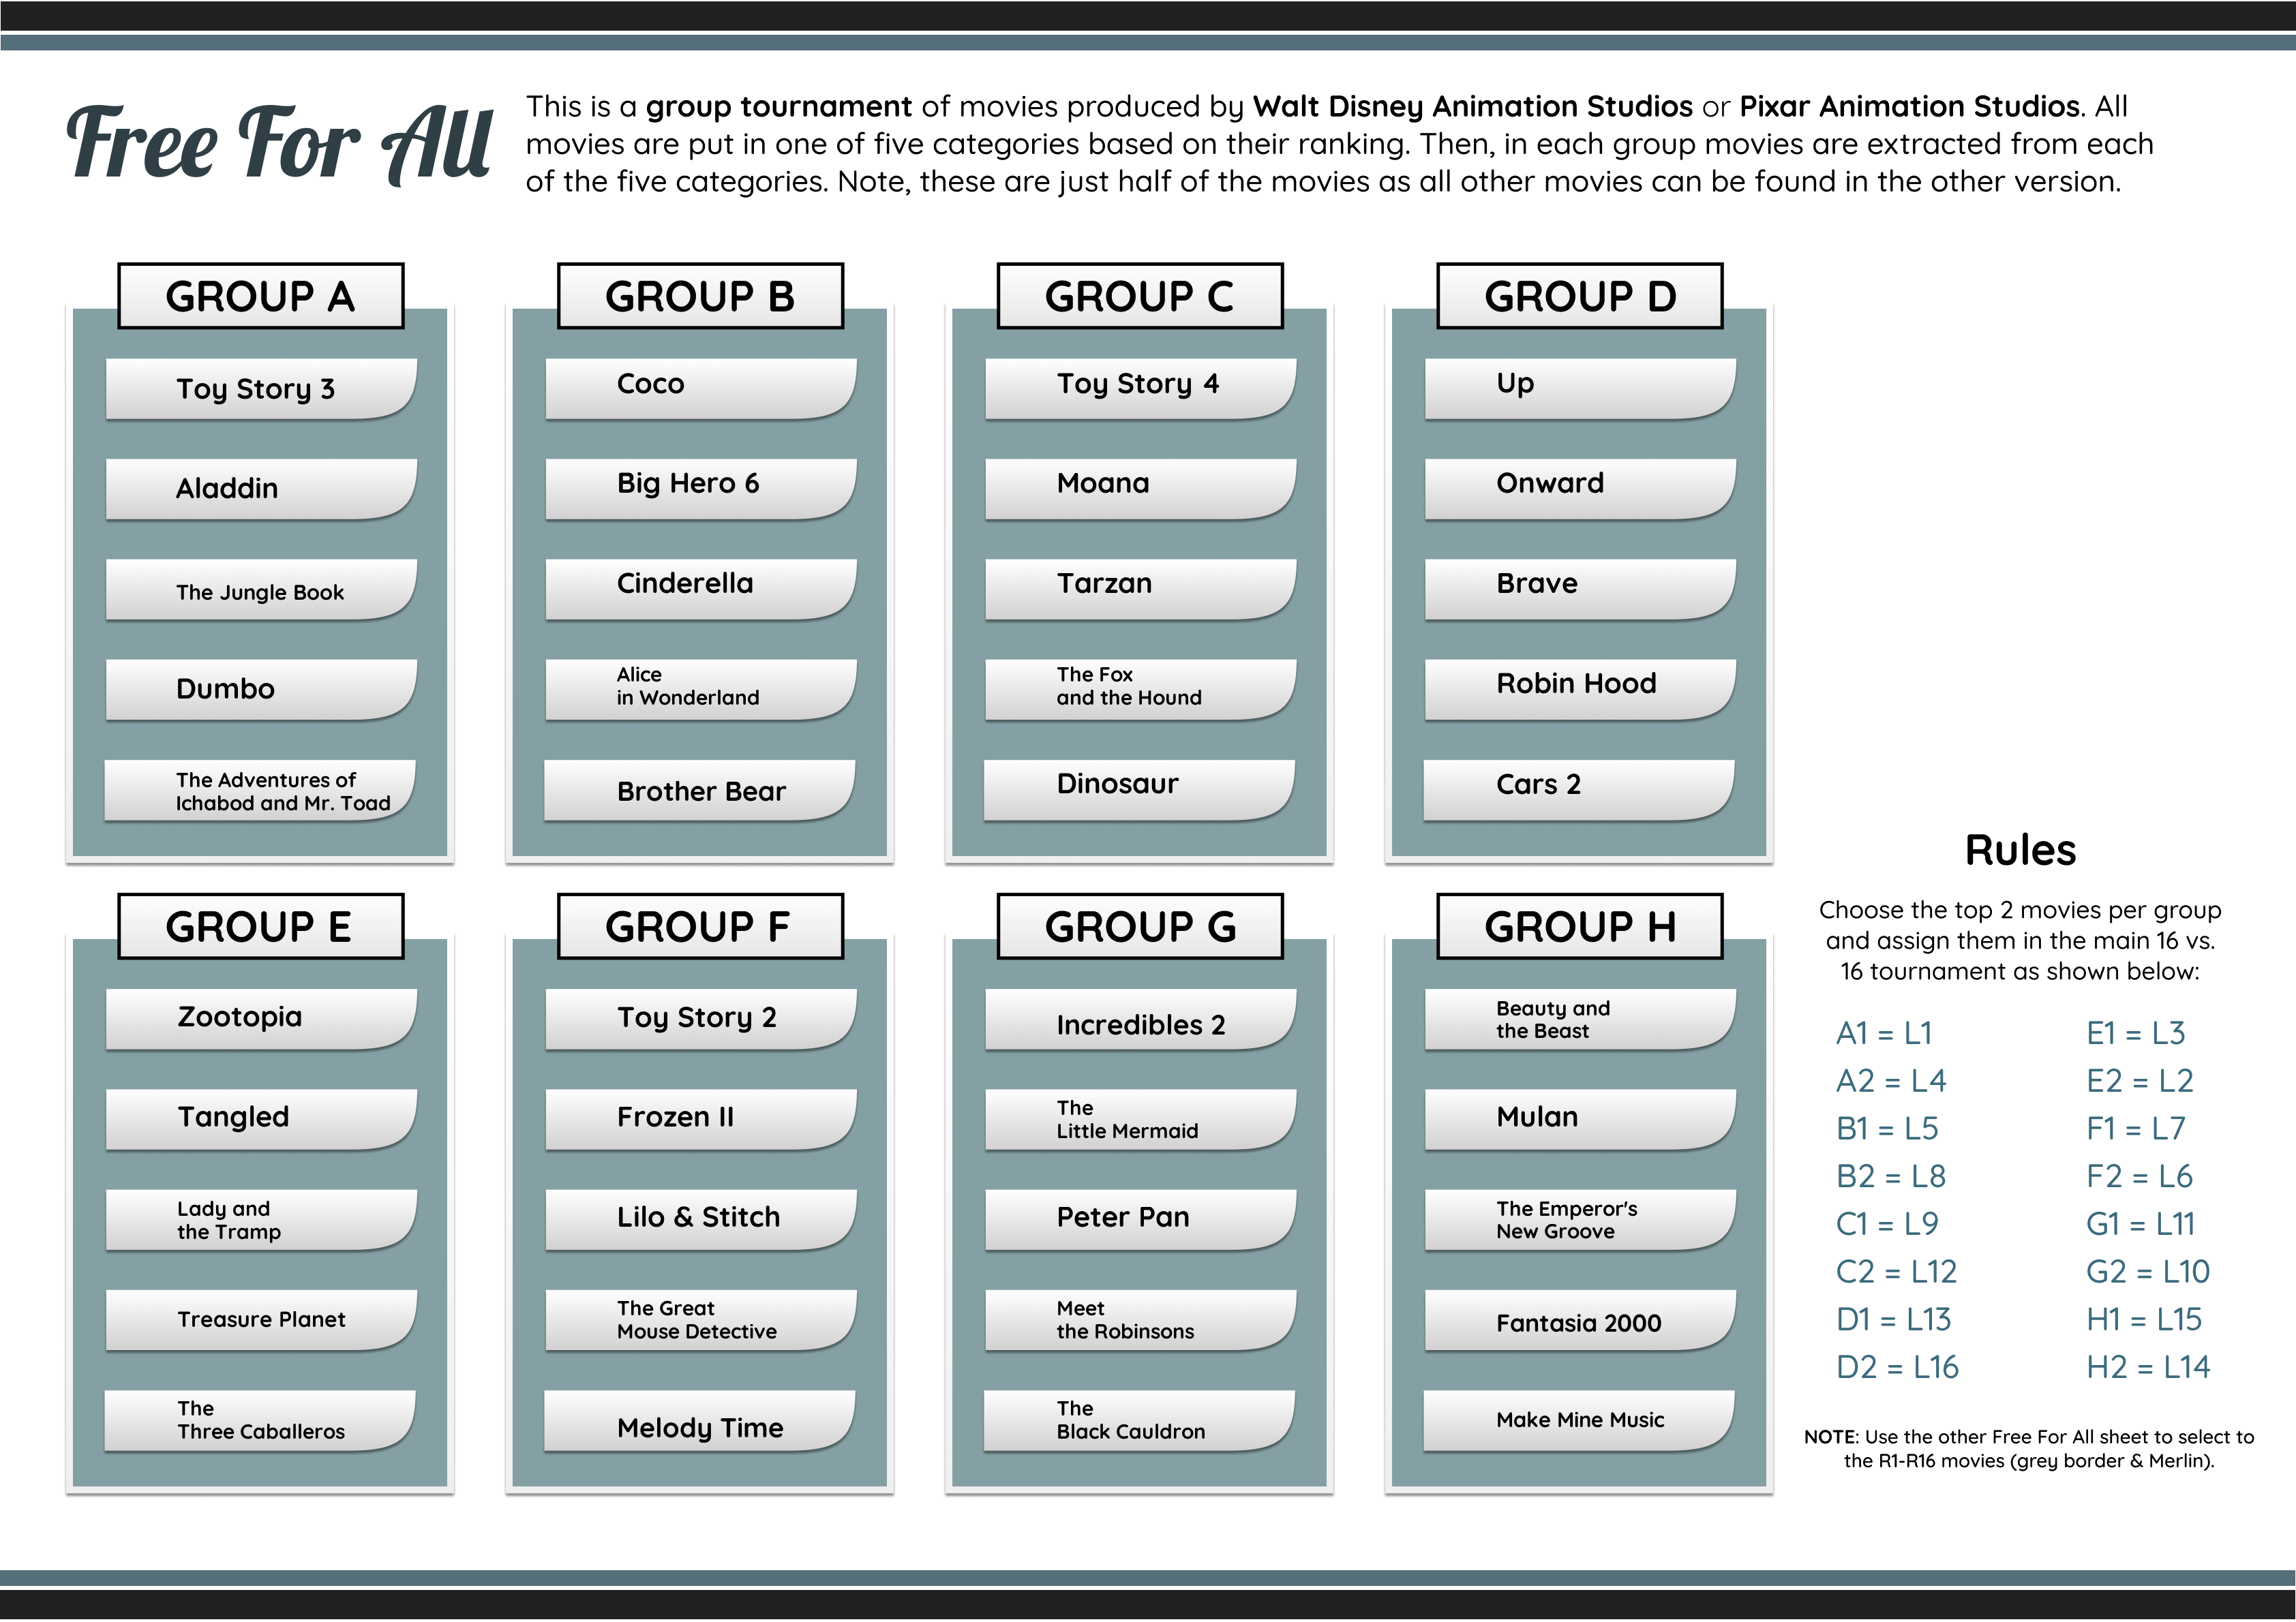 Free For All
This is a group tournament of movies produced by Walt Disney Animation Studios or Pixar Animation Studios. All
movies are put in one of five categories based on their ranking. Then, in each group movies are extracted from each
of the five categories. Note, these are just half of the movies as all other movies can be found in the other version.
GROUP A
Toy Story 3
Aladdin
The Jungle Book
Dumbo
The Adventures of
Ichabod and Mr. Toad
GROUP B
Coco
Big Hero 6
Cinderella
Alice
in Wonderland
Brother Bear
GROUP C
Toy Story 4
Moana
Tarzan
The Fox
and the Hound
Dinosaur
GROUP D
Up
Onward
Brave
Robin Hood
Cars 2
GROUP E
Zootopia
Tangled
Lady and
the Tramp
Treasure Planet
The
Three Caballeros
GROUP F
Toy Story 2
Frozen II
Lilo & Stitch
The Great
Mouse Detective
Melody Time
GROUP G
Incredibles 2
The
Little Mermaid
Peter Pan
Meet
the Robinsons
The
Black Cauldron
GROUP H
Beauty and
the Beast
Mulan
The Emperor's
New Groove
Fantasia 2000
Make Mine Music
Rules
Choose the top 2 movies per group
and assign them in the main 16 vs.
16 tournament as shown below:
A1 = L1
A2 = L4
B1 = L5
B2 = L8
C1 = L9
C2 = L12
D1 = L13
D2 = L16
E1 = L3
E2 = L2
F1 = L7
F2 = L6
G1 = L11
G2 = L10
H1 = L15
H2 = L14
NOTE: Use the other Free For All sheet to select to
the R1-R16 movies (grey border & Merlin).